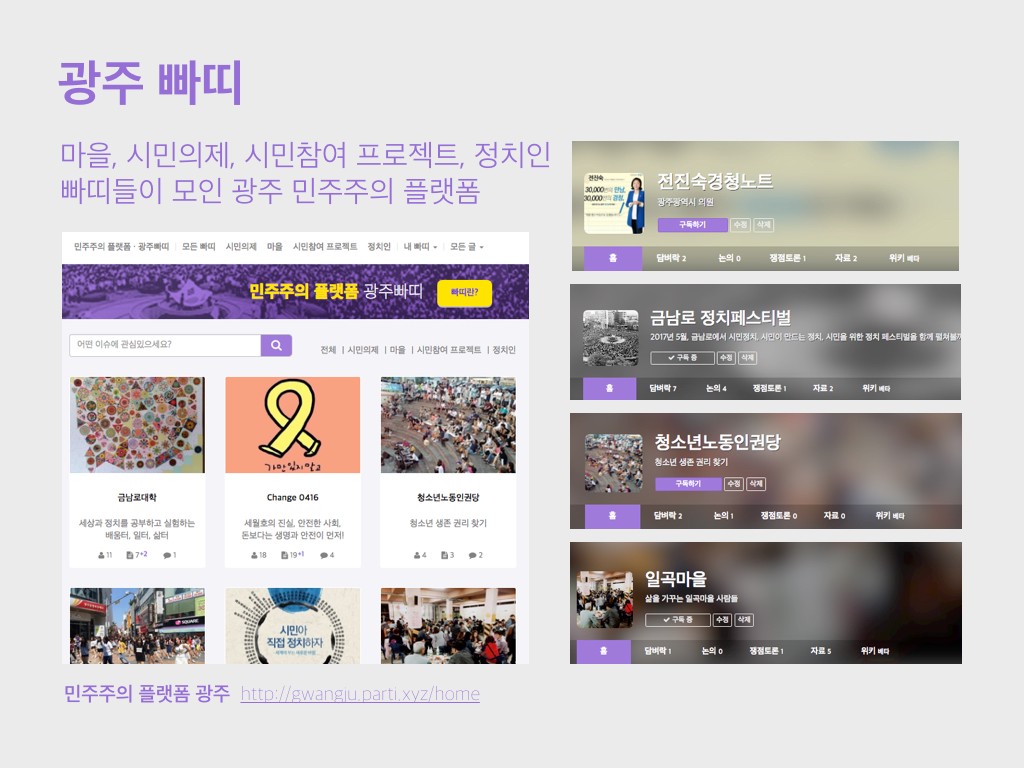 광주 빠띠
마을, 시민의제, 시민참여 프로젝트, 정치인
빠띠들이 모인 광주 민주주의 플랫폼
민주주의 플랫폼 · 광주빠띠 모든 빠띠 시민의제 마을 시민참여 프로젝트 정치인 내 빠띠 모든 글
민주주의 플랫폼 광주빠띠 빠띠란?
어떤 이슈에 관심있으세요?
전체 | 시민의제 | 마을 | 시민참여 프로젝트 | 정치인
가만 있지 않고
금남로대학
세상과 정치를 공부하고 실험하는
배움터, 일터, 삶터
11 7+2 1
Change 0416
세월호의 진실, 안전한 사회,
돈보다는 생명과 안전이 먼저!
18 19+1 4
청소년노동인권당
청소년 생존 권리 찾기
4 3 2
시민이
직접 정치하자
전진숙
30,000번의 만남,
30,000번의 경청,
전진숙경청노트
광주광역시 의원
구독하기 수정 삭제
홈 담벼락 2 논의 0 쟁점토론 1 자료 2 위키 베타
금남로 정치페스티벌
2017년 5월, 금남로에서 시민정치, 시민이 만드는 정치, 시민을 위한 정치 페스티벌을 함께 펼쳐볼까
구독 중 수정 삭제
홈 담벼락 7 논의 4 쟁점토론 1 자료 2 위키 베타
청소년노동인권당
청소년 생존 권리 찾기
구독하기 수정 삭제
홈 담벼락 2 논의 1 쟁점토론 0 자료 0 위키 베타
일곡마을
삶을 가꾸는 일곡마을 사람들
구독 중 수정 삭제
홈 담벼락 1 논의 0 쟁점토론 1 자료 5 위키 베타
민주주의 플랫폼 광주 http://gwangju.parti.xyz/home